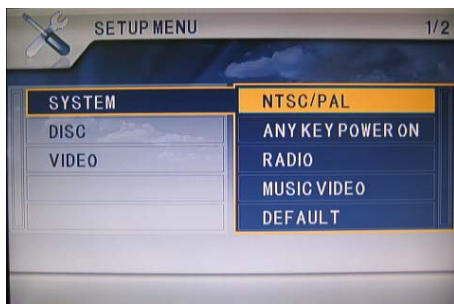 SETUP MENU 1/2
SYSTEM
DISC
VIDEO
NTSC/PAL
ANY KEY POWER ON
RADIO
MUSIC VIDEO
DEFAULT